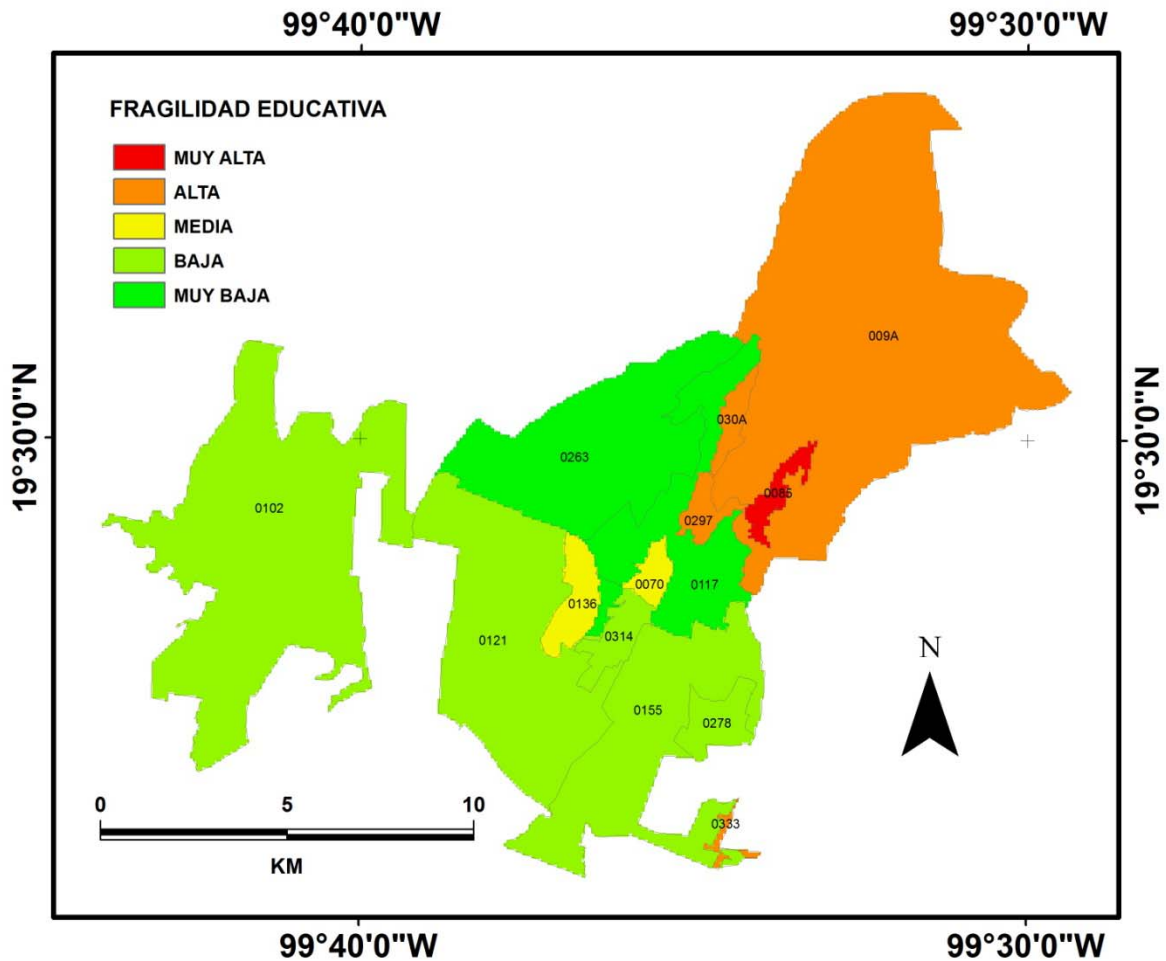 99°40'0"W 99°30'0"W
FRAGILIDAD EDUCATIVA
MUY ALTA
ALTA
MEDIA
BAJA
MUY BAJA
009A
030A
19°30'0"N
19°30'0"N
0263
0085
0102
0297
0070
0117
0136
0314
0121
N
0155
0278
0 5 10
0333
KM
99°40'0"W 99°30'0"W